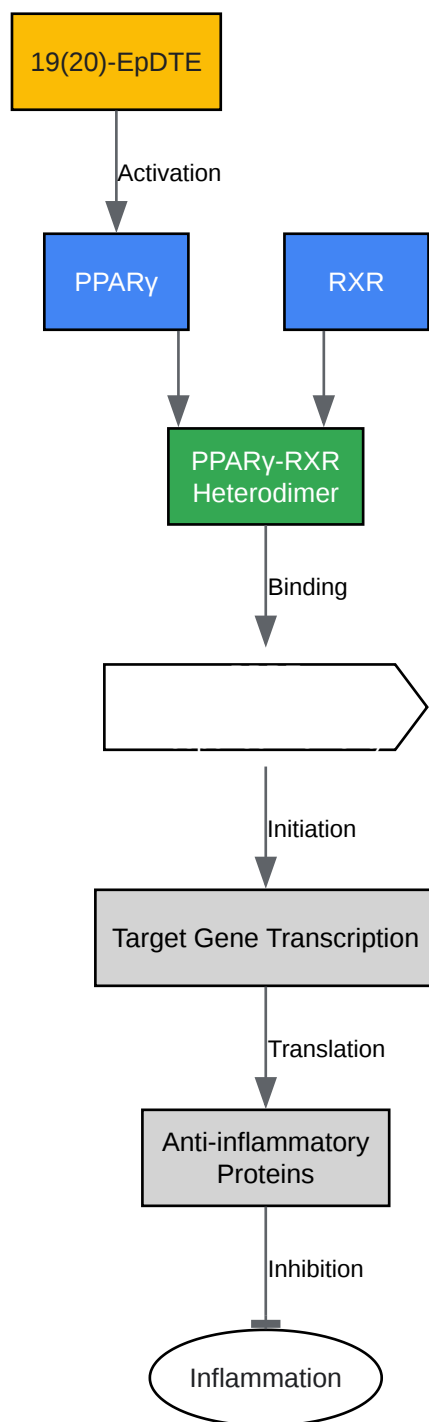 19(20)-EpDTE
Activation
PPARγ
RXR
PPARγ-RXR
Heterodimer
Binding
Initiation
Target Gene Transcription
Translation
Anti-inflammatory
Proteins
Inhibition
Inflammation